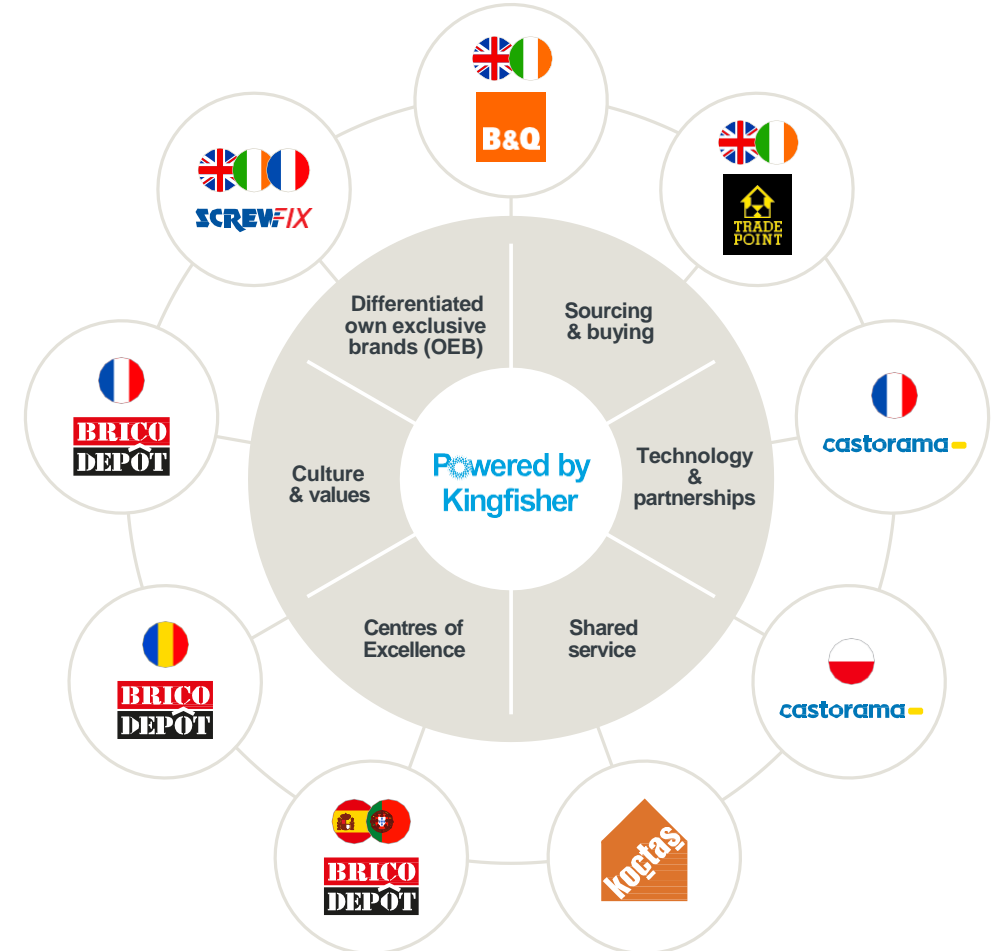 B&Q
TRADE
POINT
SCREWFIX
Differentiated
own exclusive
brands (OEB)
Sourcing
& buying
BRICO
DEPÔT
castorama
Culture
& values
Powered by
Kingfisher
Technology
&
partnerships
Centres of
Excellence
Shared
service
BRICO
DEPÔT
castorama
BRICO
DEPÔT
koçtaş